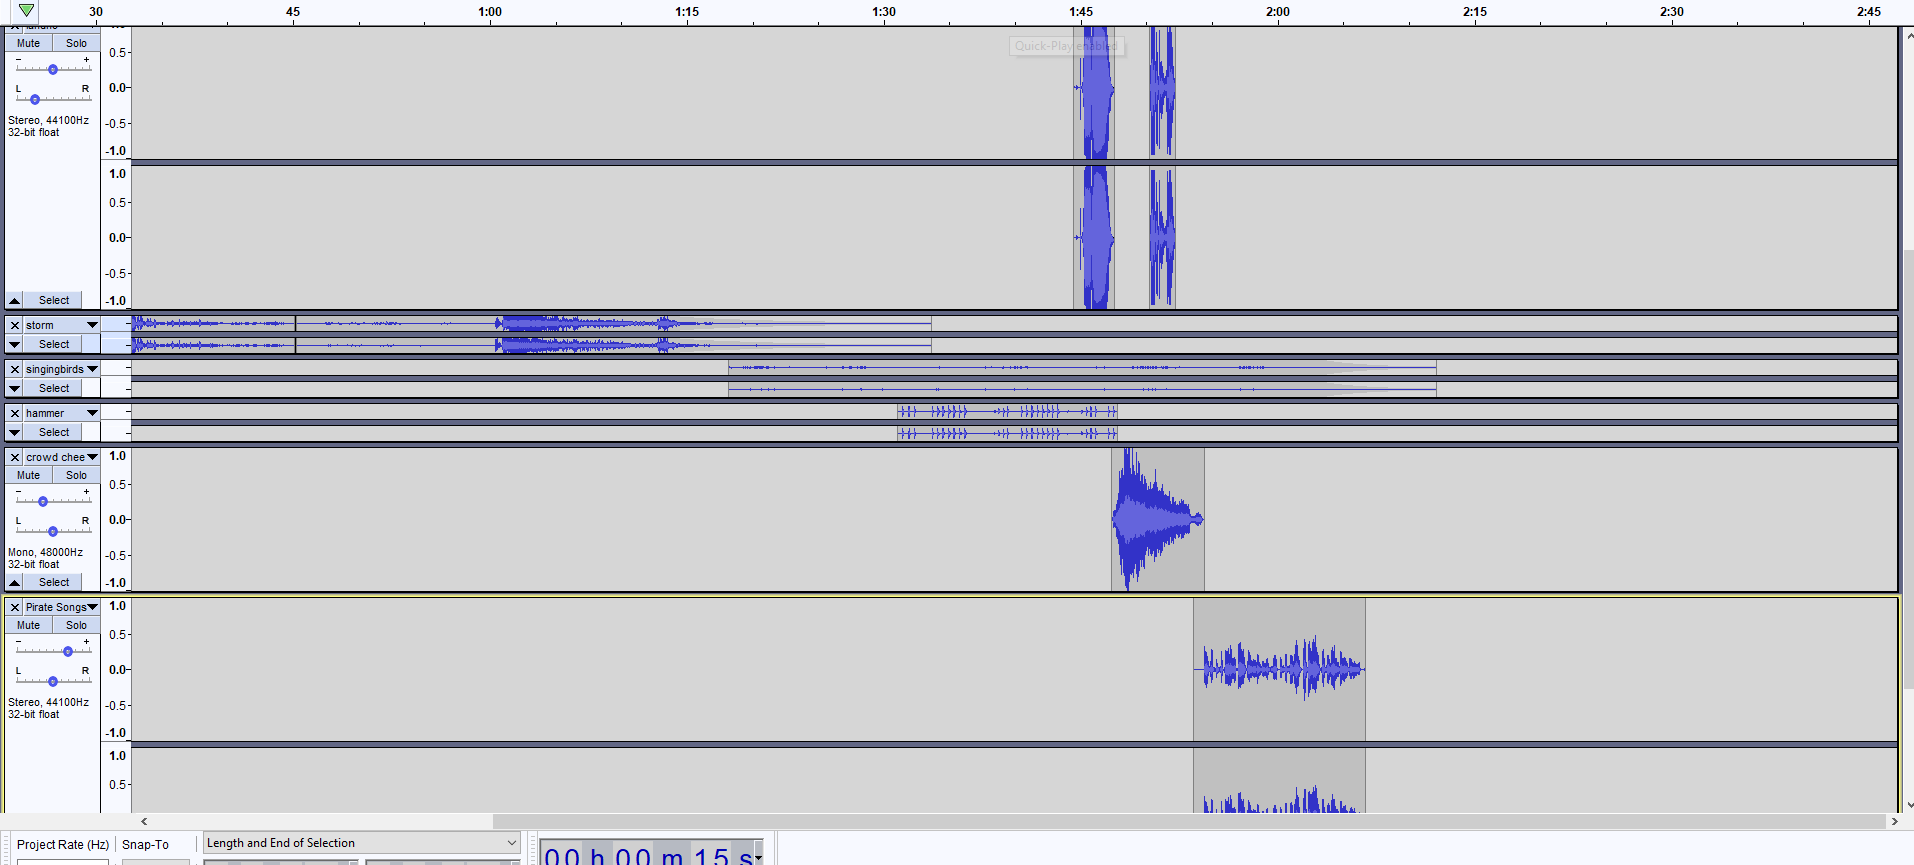 30 45 1:00 1:15 1:30 1:45 2:00 2:15 2:30 2:45
Mute Solo
Quick-Play enabled
- +
L R
Stereo, 44100Hz
32-bit float
0.5
0.0
-0.5
-1.0
1.0
0.5
0.0
-0.5
-1.0
Select
storm
Select
singingbirds
Select
hammer
Select
crowd chee
Mute Solo
- +
L R
Mono, 48000Hz
32-bit float
Select
1.0
0.5
0.0
-0.5
-1.0
Pirate Songs
Mute Solo
- +
L R
Stereo, 44100Hz
32-bit float
1.0
0.5
0.0
-0.5
-1.0
1.0
0.5
Project Rate (Hz) Snap-To Length and End of Selection
00 h 00 m 15 s